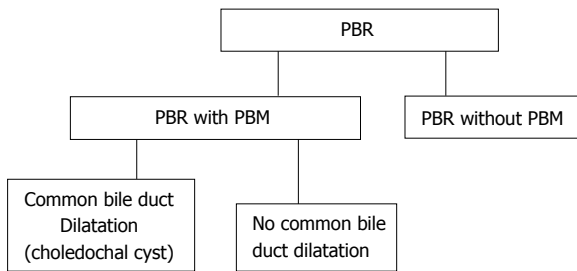 PBR
PBR with PBM
PBR without PBM
Common bile duct
Dilatation
(choledochal cyst)
No common bile
duct dilatation